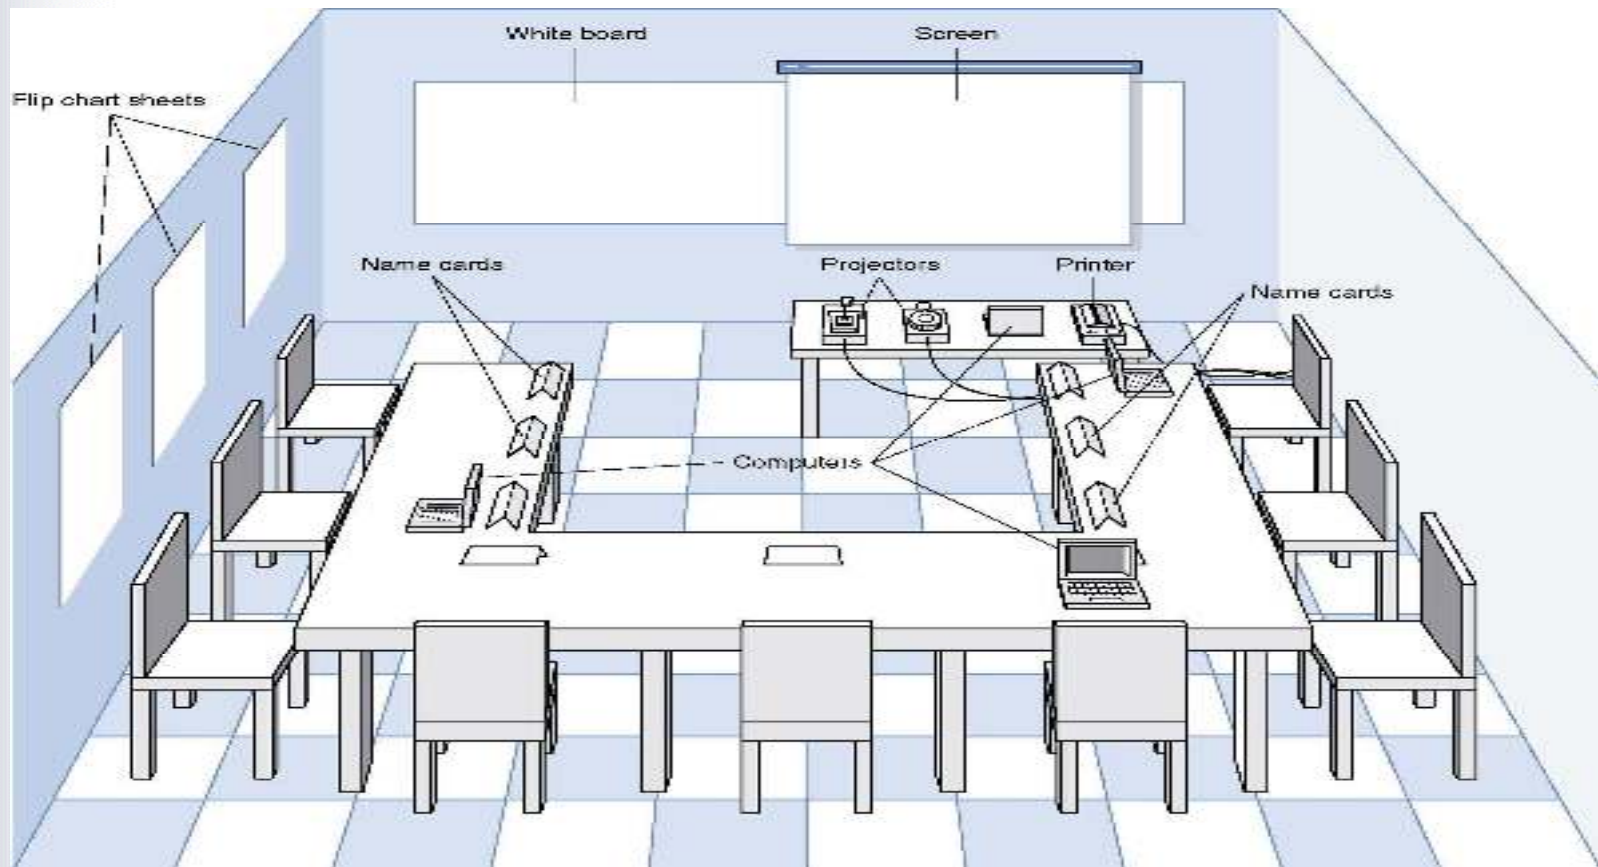 White board
Screen
Flip chart sheets
Name cards
Projectors
Printer
Name cards
Computers